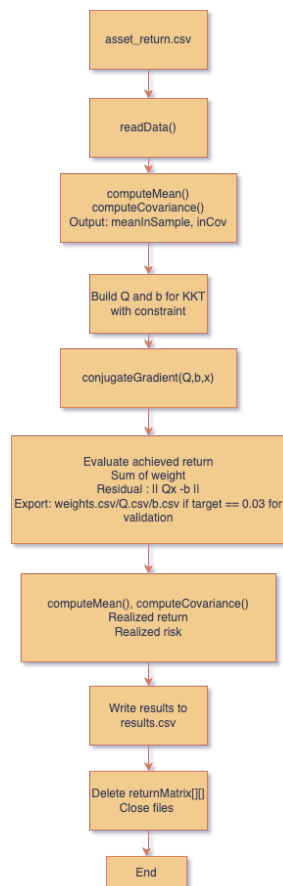 asset_return.csv
readData()
computeMean()
computeCovariance()
Output: meanInSample, inCov
Build Q and b for KKT
with constraint
conjugateGradient(Q,b,x)
Evaluate achieved return
Sum of weight
Residual : ll Qx -b ll
Export: weights.csv/Q.csv/b.csv if target == 0.03 for
validation
computeMean(), computeCovariance()
Realized return
Realized risk
Write results to
results.csv
Delete returnMatrix[][]
Close files
End